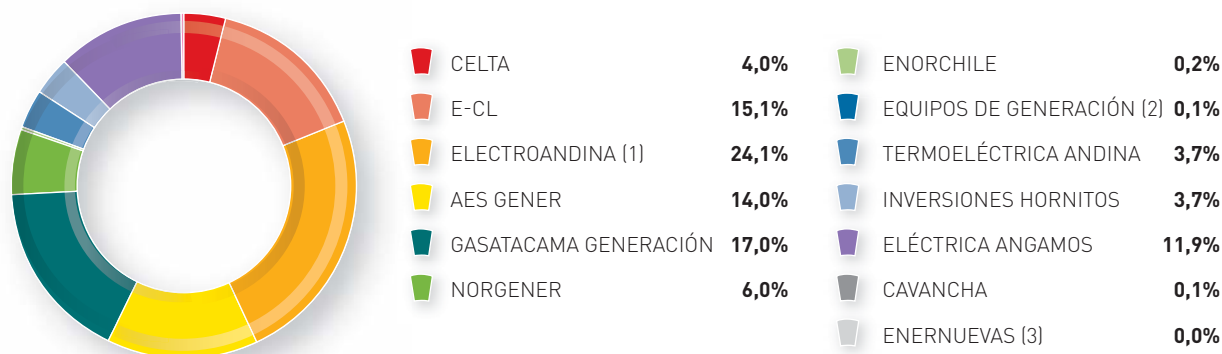 CELTA 4,0%
E-CL 15,1%
ELECTROANDINA (1) 24,1%
AES GENER 14,0%
GASATACAMA GENERACIÓN 17,0%
NORGENER 6,0%
ENORCHILE 0,2%
EQUIPOS DE GENERACIÓN (2) 0,1%
TERMOELÉCTRICA ANDINA 3,7%
INVERSIONES HORNITOS 3,7%
ELÉCTRICA ANGAMOS 11,9%
CAVANCHA 0,1%
ENERNUEVAS (3) 0,0%